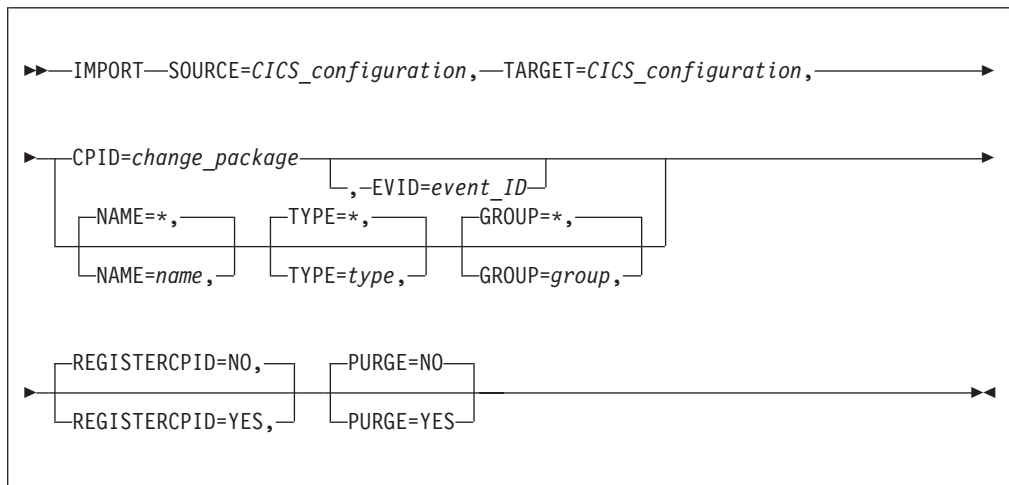 IMPORT SOURCE=CICS_configuration, TARGET=CICS_configuration,
CPID=change_package
, EVID=event_ID
NAME=*, TYPE=*, GROUP=*,
NAME=name, TYPE=type, GROUP=group,
REGISTERCPID=NO, PURGE=NO
REGISTERCPID=YES, PURGE=YES